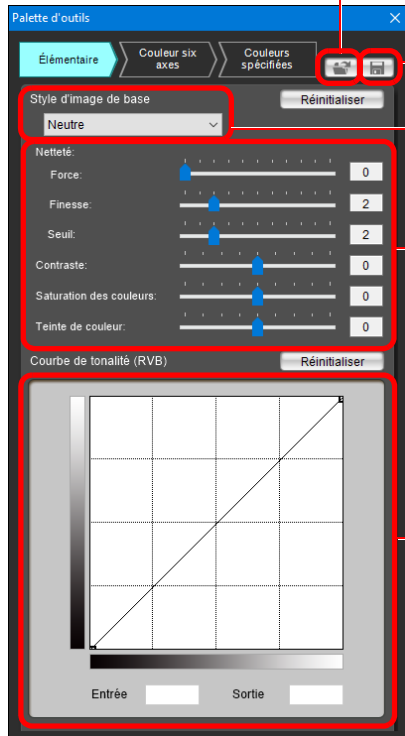 Palette d'outils
Élémentaire
Couleur six
axes
Couleurs
spécifiées
Style d'image de base
Réinitialiser
Neutre
Netteté:
Force:
0
Finesse:
2
Seuil:
2
Contraste:
0
Saturation des couleurs:
0
Teinte de couleur:
0
Courbe de tonalité (RVB)
Réinitialiser
Entrée
Sortie